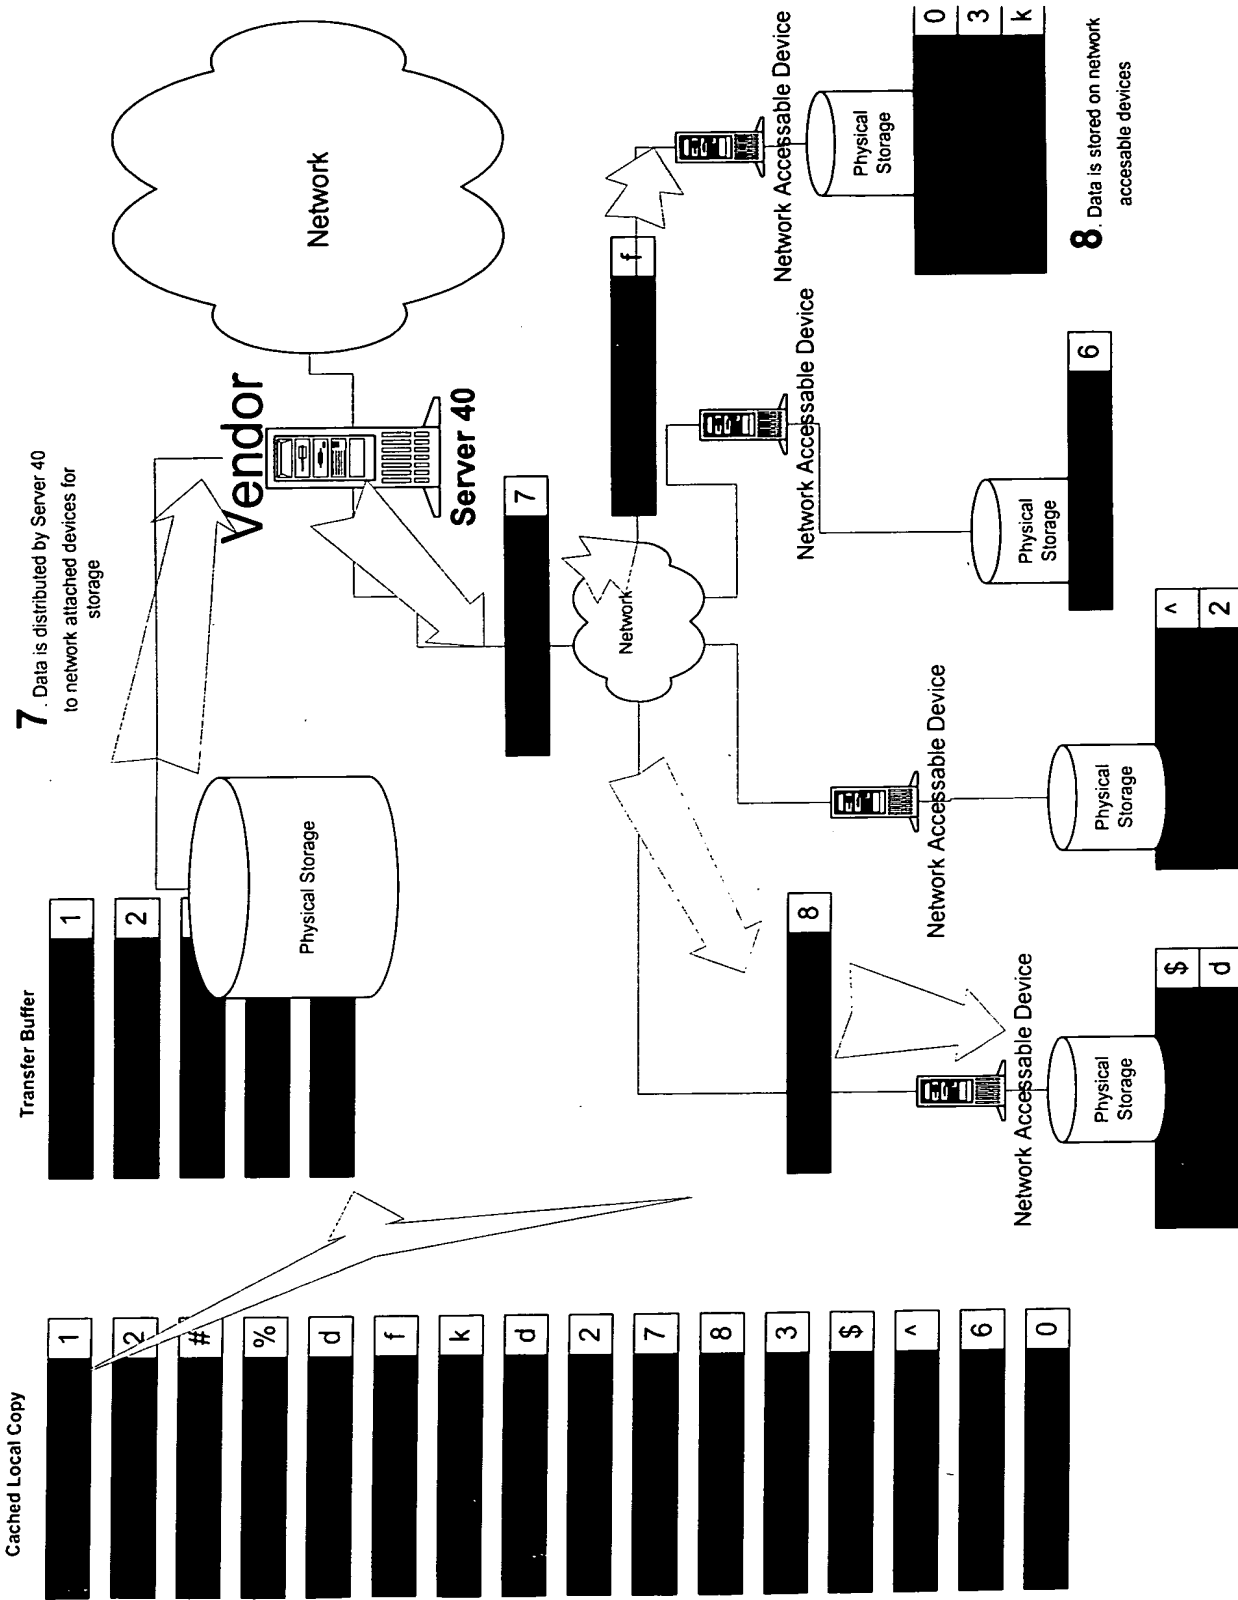 Cached Local Copy
1
2
#
%
d
f
k
d
2
7
8
3
$
^
6
0
Transfer Buffer
1
2
Physical Storage
7. Data is distributed by Server 40
to network attached devices for
storage
Vendor
Server 40
Network
7
Network
f
8
Network Accessable Device
Physical
Storage
$
d
Network Accessable Device
Physical
Storage
^
2
Network Accessable Device
Physical
Storage
6
Network Accessable Device
Physical
Storage
0
3
k
8. Data is stored on network
accesable devices